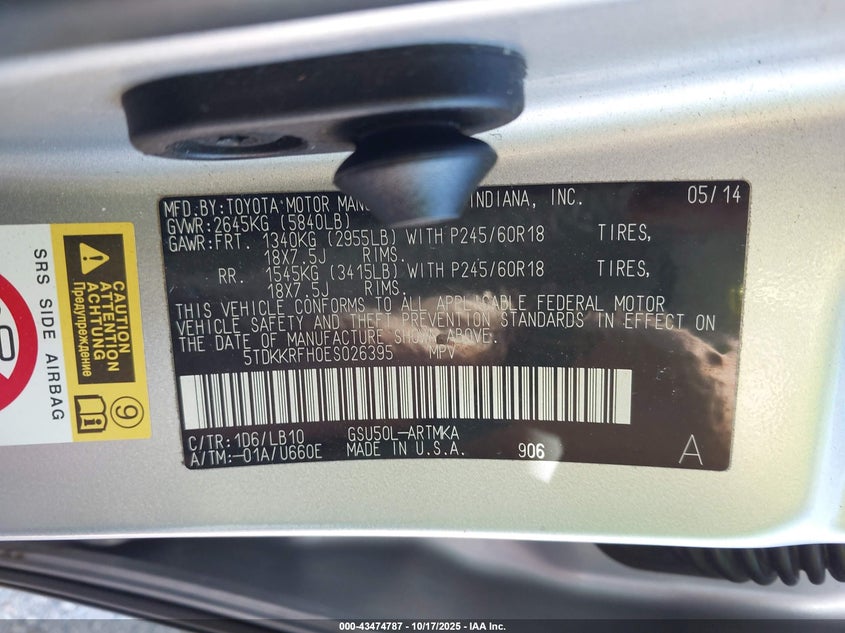 MFD. BY: TOYOTA MOTOR INDIANA, INC. 05/14
GVWR: 2645KG (5840LB)
GAWR: FRT. 1340KG (2955LB) WITH P245/60R18 TIRES,
18X7.5J RIMS.
RR. 1545KG (3415LB) WITH P245/60R18 TIRES,
18X7.5J RIMS.
THIS VEHICLE CONFORMS TO ALL APPLICABLE FEDERAL MOTOR
VEHICLE SAFETY AND THEFT PREVENTION STANDARDS IN EFFECT ON
THE DATE OF MANUFACTURE SHOWN ABOVE.
5TDKKRFH0ES026395 MPV
C/TR: 1D6/LB10 GSU50L-ARTMKA
A/TM: -01A/U660E MADE IN U.S.A. 906 A
SRS SIDE AIRBAG
CAUTION
ATTENTION
ACHTUNG
Предупреждение
9
000-43474787 - 10/17/2025 - IAA Inc.